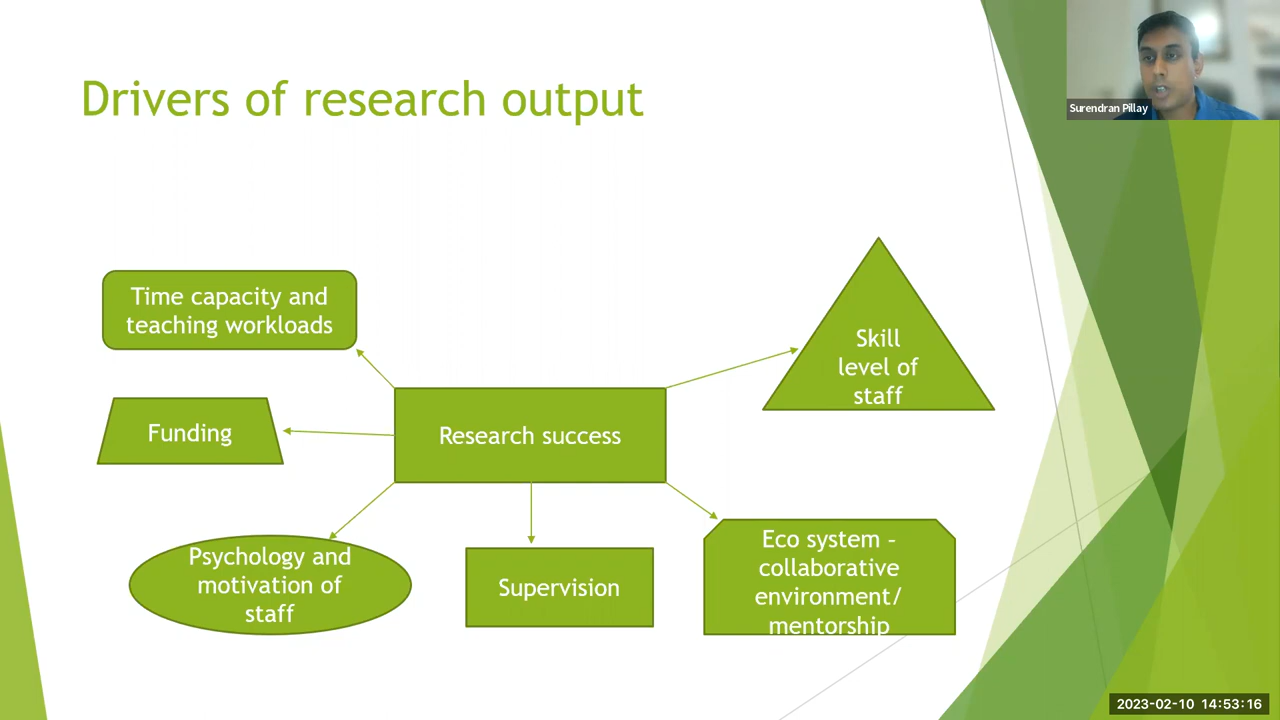 Drivers of research output
Surendran Pillay
Time capacity and
teaching workloads
Skill
level of
staff
Funding
Research success
Psychology and
motivation of
staff
Supervision
Eco system –
collaborative
environment/
mentorship
2023-02-10 14:53:16